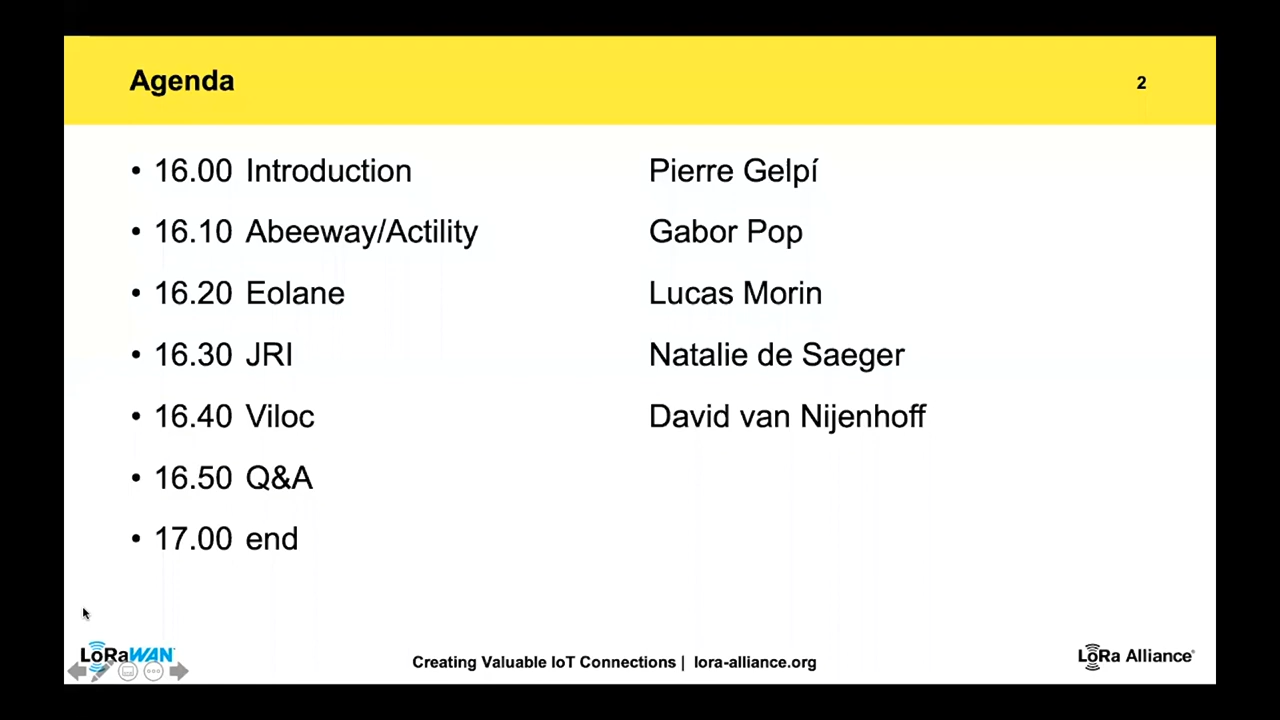 Agenda
2
• 16.00 Introduction Pierre Gelpí
• 16.10 Abeeway/Actility Gabor Pop
• 16.20 Eolane Lucas Morin
• 16.30 JRI Natalie de Saeger
• 16.40 Viloc David van Nijenhoff
• 16.50 Q&A
• 17.00 end
LoRaWAN
Creating Valuable IoT Connections | lora-alliance.org
LoRa Alliance®